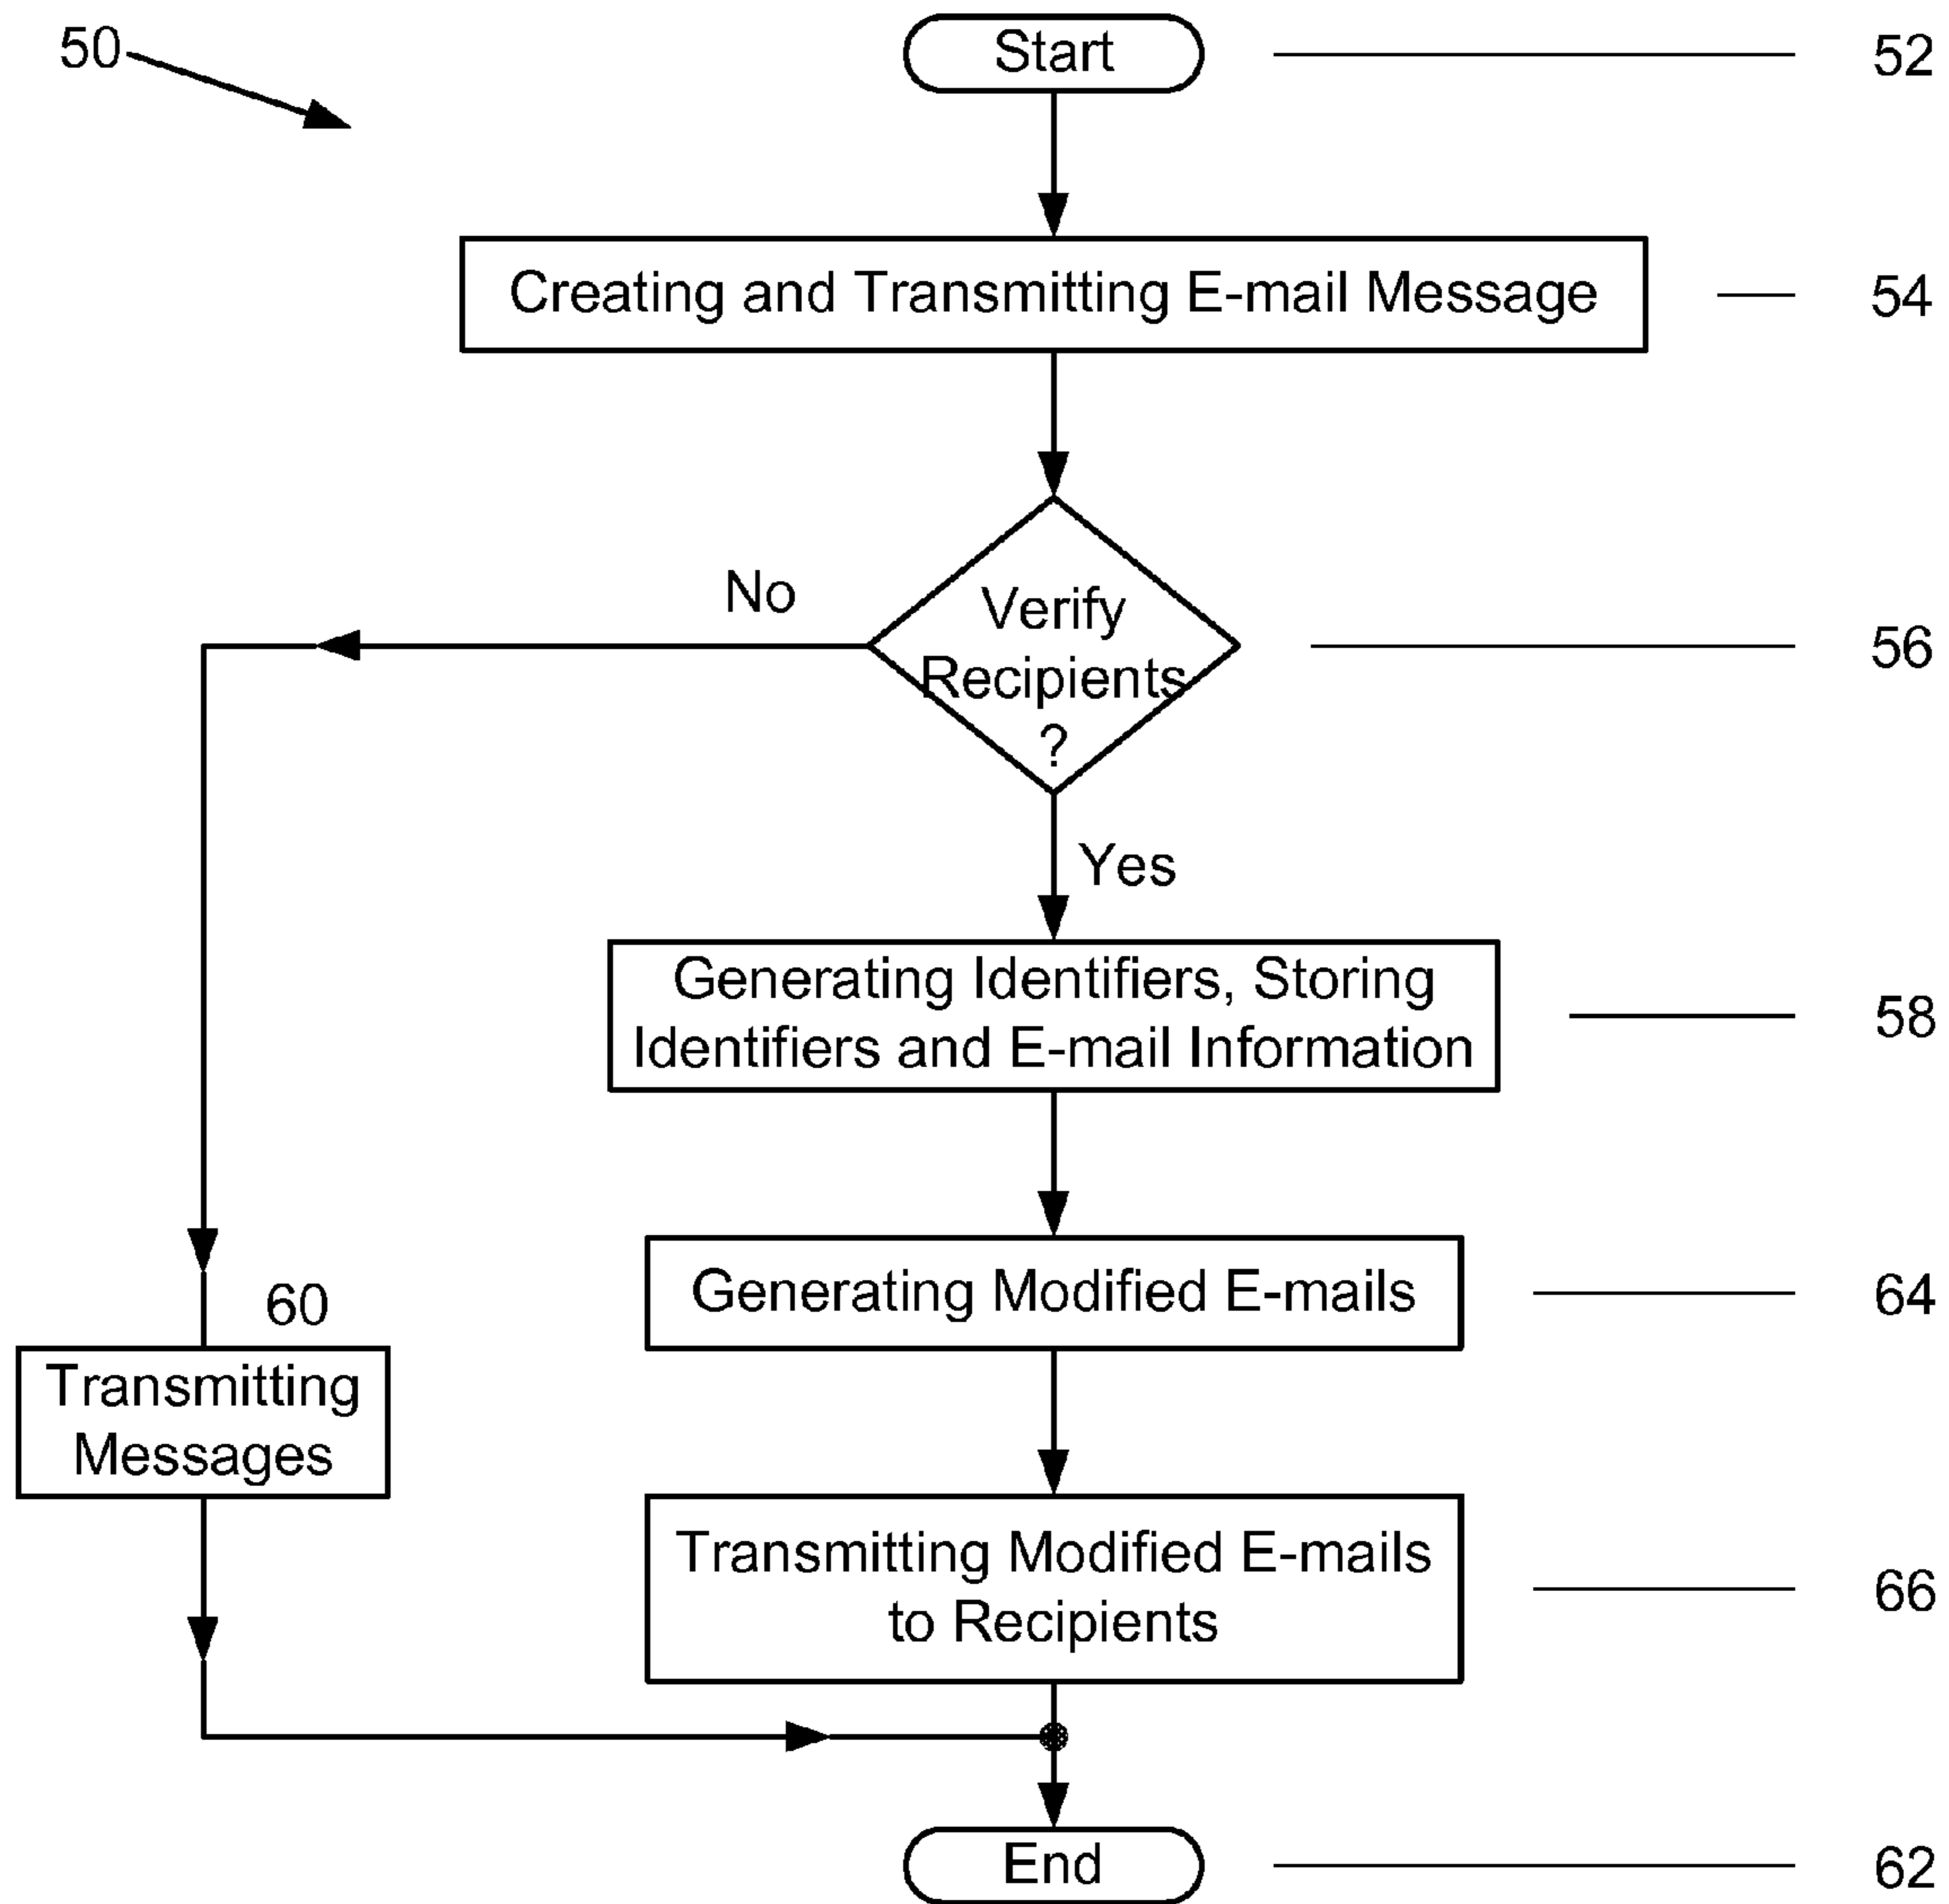 50
Start
52
Creating and Transmitting E-mail Message
54
No
Verify
Recipients
?
56
Yes
Generating Identifiers, Storing
Identifiers and E-mail Information
58
Generating Modified E-mails
64
60
Transmitting
Messages
Transmitting Modified E-mails
to Recipients
66
End
62